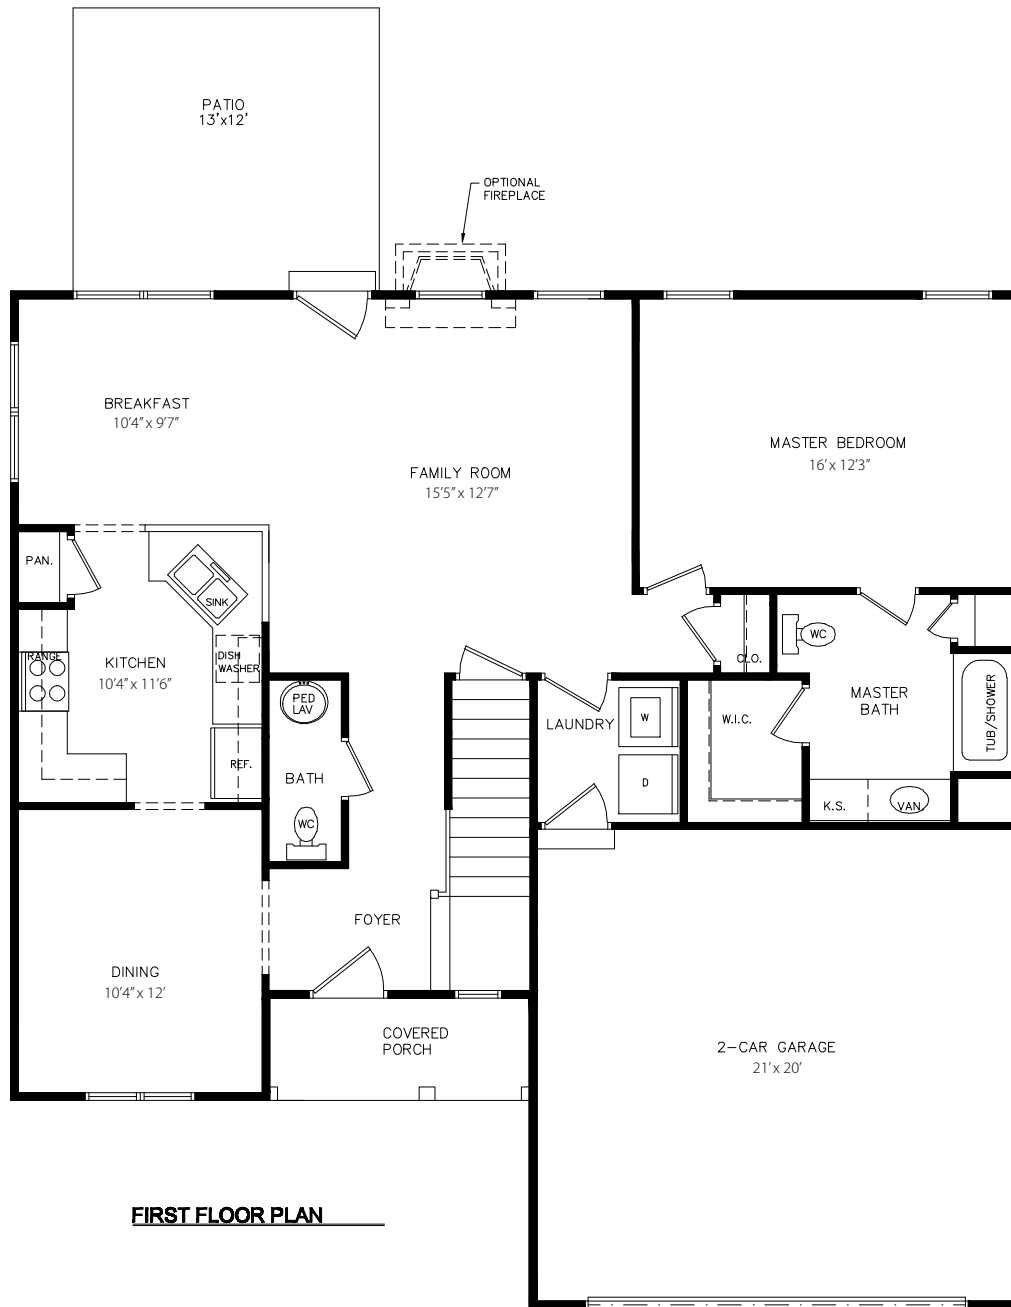 PATIO
13'x12'
OPTIONAL
FIREPLACE
BREAKFAST
10'4" x 9'7"
FAMILY ROOM
15'5" x 12'7"
MASTER BEDROOM
16' x 12'3"
PAN.
SINK
RANGE
KITCHEN
10'4" x 11'6"
DISH
WASHER
REF.
PED
LAV
BATH
WC
LAUNDRY
W
D
CLO.
W.I.C.
WC
MASTER
BATH
TUB/SHOWER
K.S.
VAN.
FOYER
DINING
10'4" x 12'
COVERED
PORCH
2-CAR GARAGE
21' x 20'
FIRST FLOOR PLAN